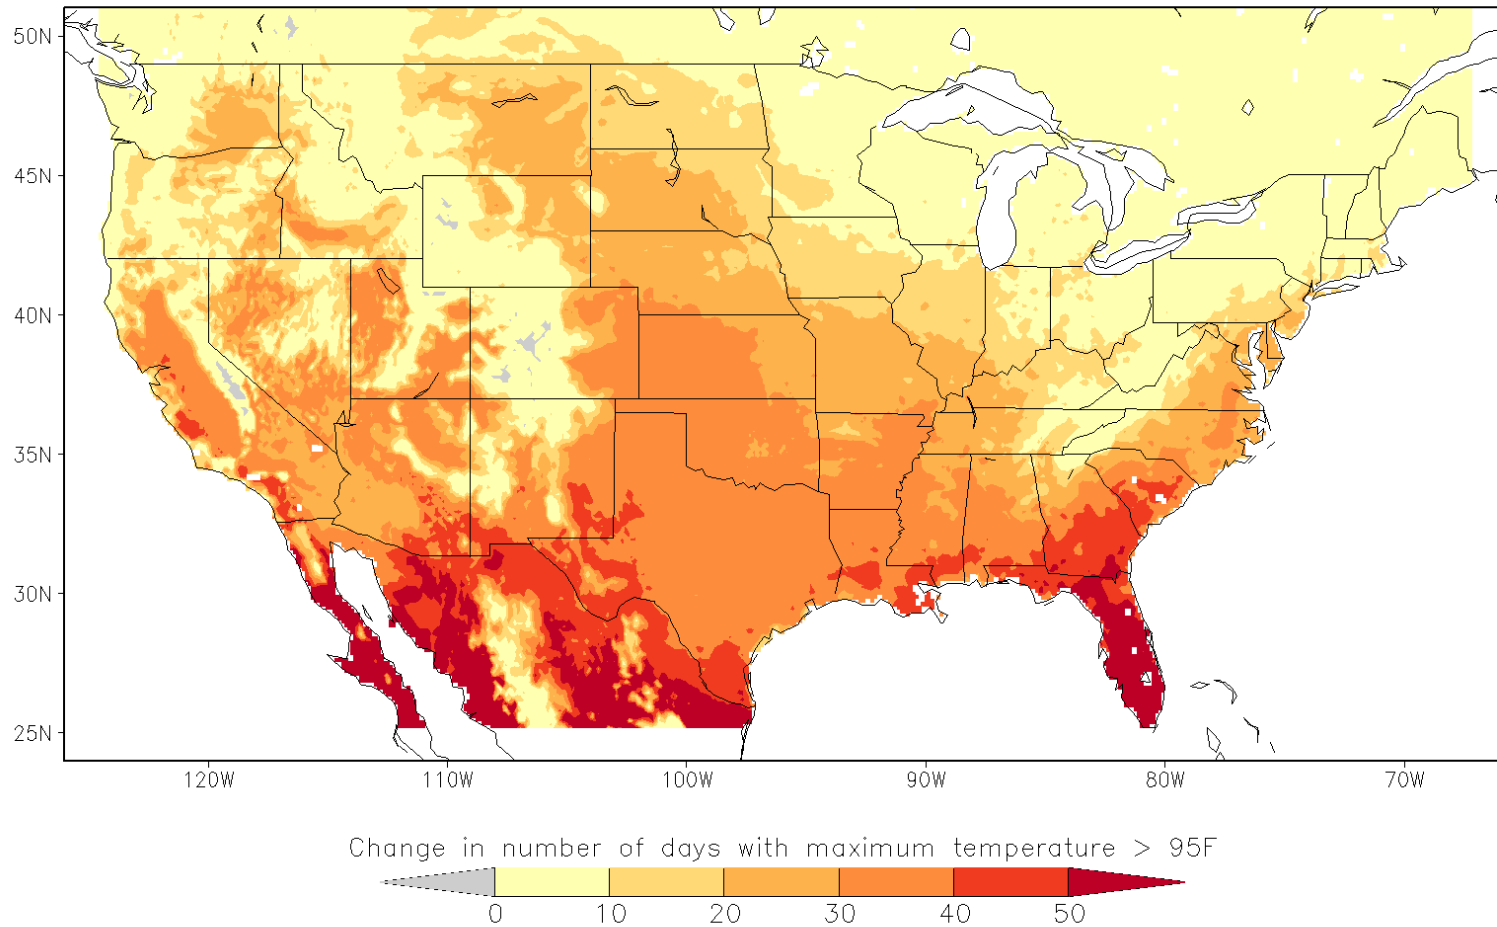 50N
45N
40N
35N
30N
25N
120W 110W 100W 90W 80W 70W
Change in number of days with maximum temperature > 95F
0 10 20 30 40 50